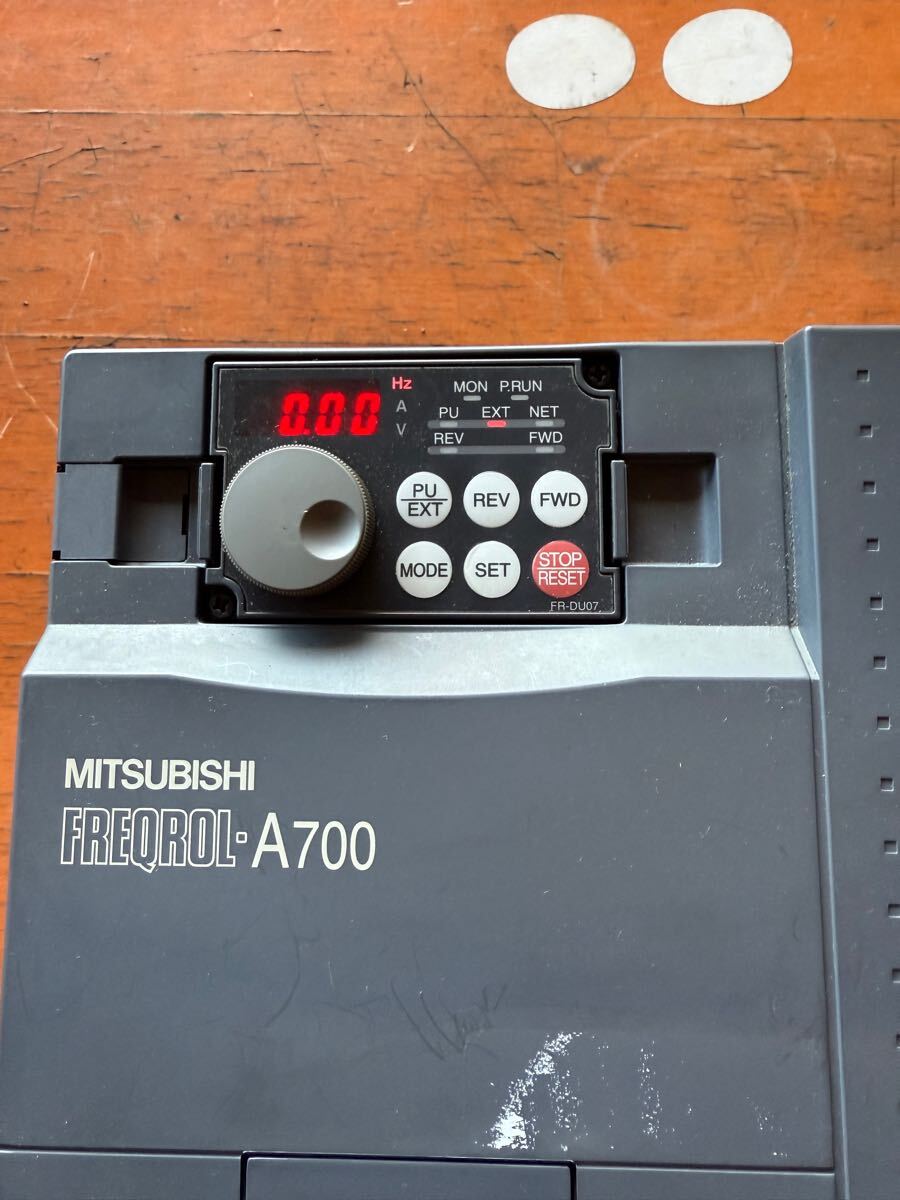 Hz
0.00
A
V
MON P.RUN
PU EXT NET
REV FWD
PU
EXT
REV
FWD
MODE
SET
STOP
RESET
FR-DU07
MITSUBISHI
FREQROL-A700